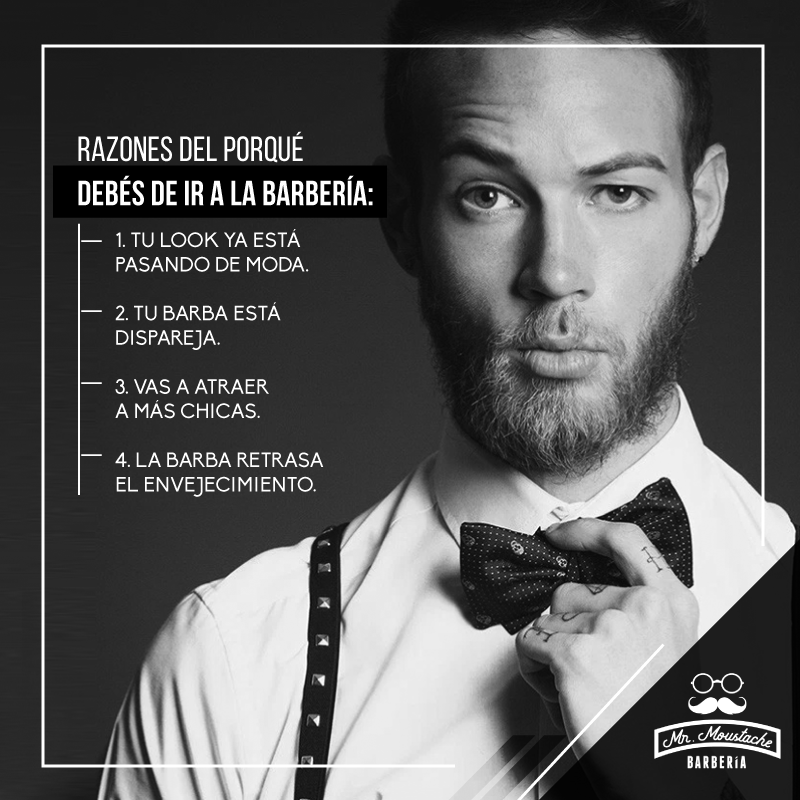 RAZONES DEL PORQUÉ
DEBÉS DE IR A LA BARBERÍA:
1. TU LOOK YA ESTÁ
PASANDO DE MODA.
2. TU BARBA ESTÁ
DISPAREJA.
3. VAS A ATRAER
A MÁS CHICAS.
4. LA BARBA RETRASA
EL ENVEJECIMIENTO.
Mr. Moustache
BARBERÍA